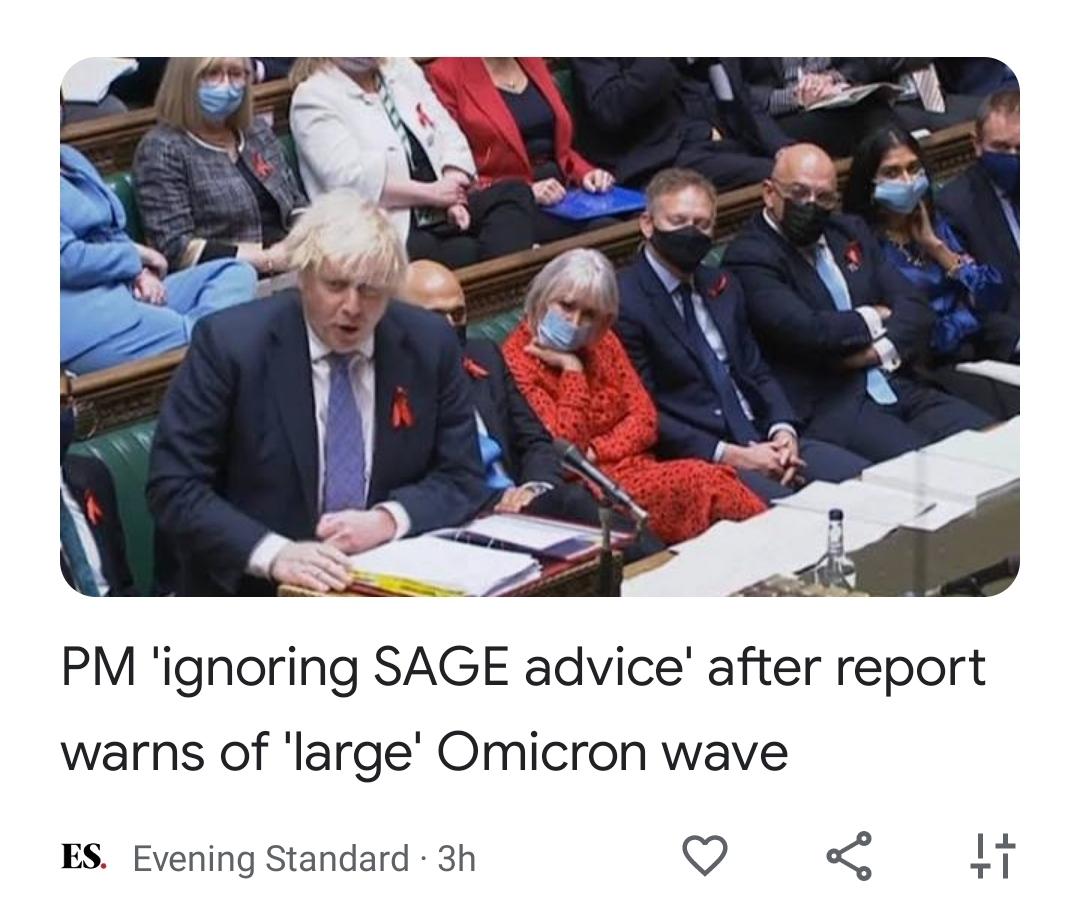 PM 'ignoring SAGE advice' after report
warns of 'large' Omicron wave
ES. Evening Standard · 3h